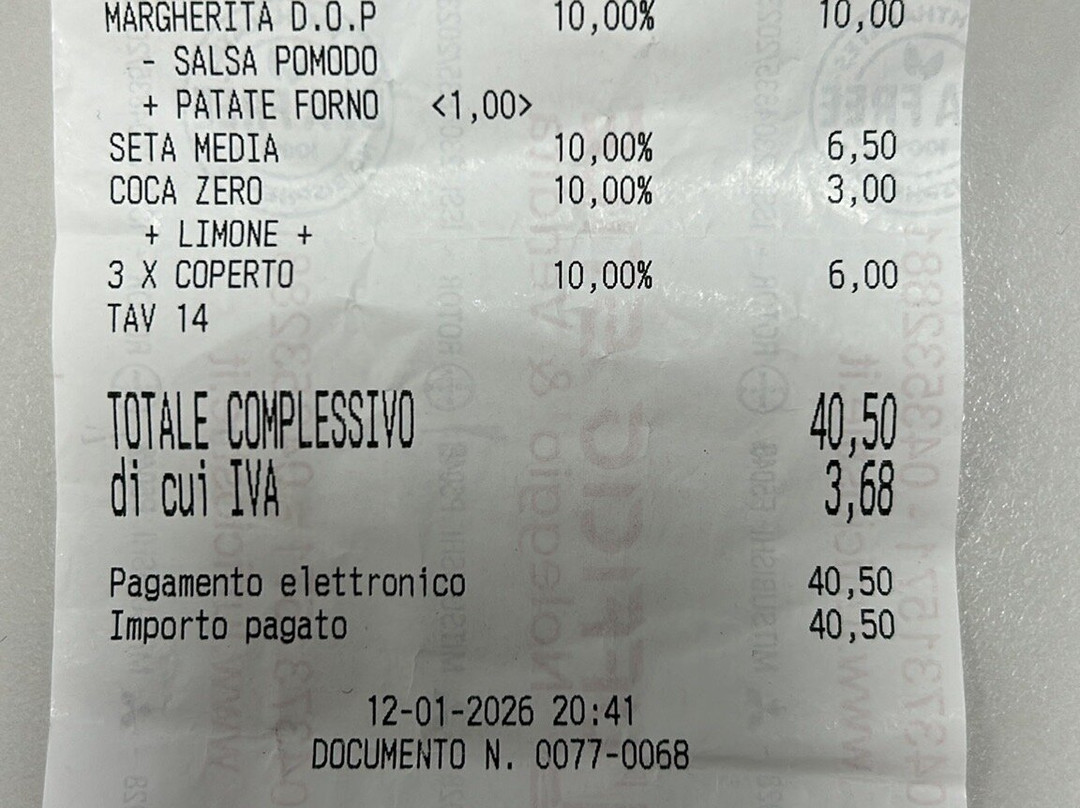 MARGHERITA D.O.P 10,00% 10,00
- SALSA POMODO
+ PATATE FORNO <1,00>
SETA MEDIA 10,00% 6,50
COCA ZERO 10,00% 3,00
+ LIMONE +
3 X COPERTO 10,00% 6,00
TAV 14
TOTALE COMPLESSIVO 40,50
di cui IVA 3,68
Pagamento elettronico 40,50
Importo pagato 40,50
12-01-2026 20:41
DOCUMENTO N. 0077-0068